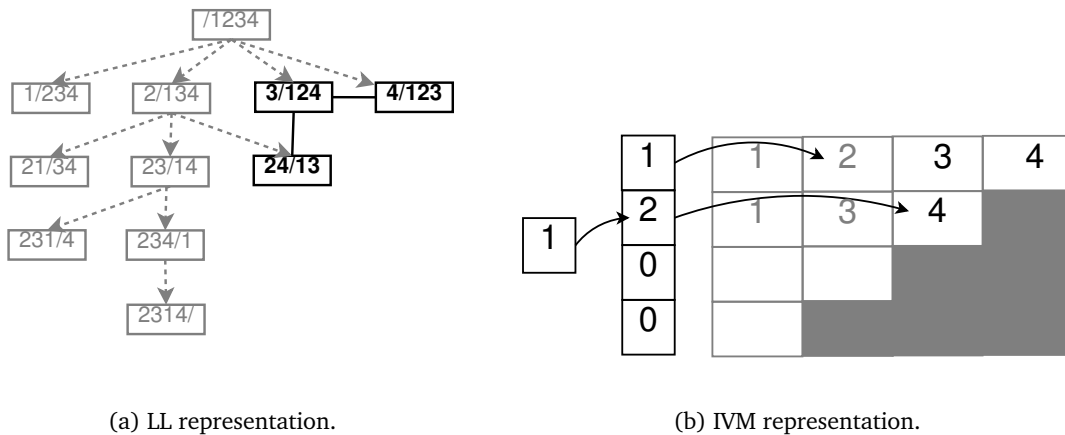 /1234
1/234 2/134 3/124 4/123
21/34 23/14 24/13
231/4 234/1
2314/
1 1 2 3 4
2 1 3 4
1
0
0
(a) LL representation.
(b) IVM representation.